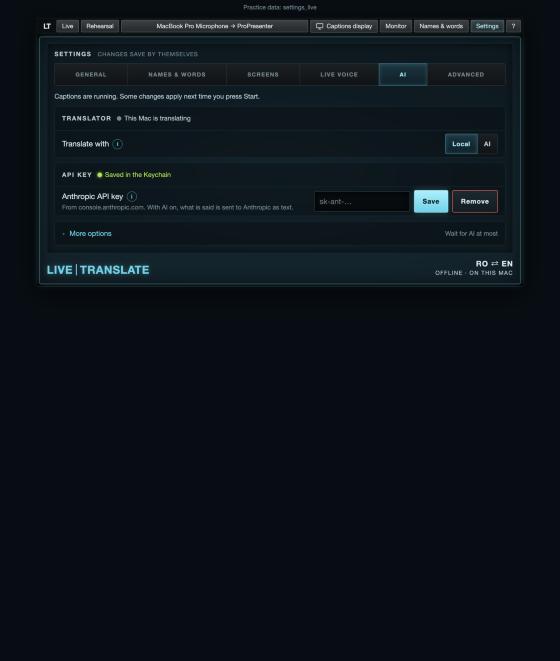 Practice data: settings_live
LT Live Rehearsal MacBook Pro Microphone → ProPresenter Captions display Monitor Names & words Settings ?
SETTINGS CHANGES SAVE BY THEMSELVES
GENERAL NAMES & WORDS SCREENS LIVE VOICE AI ADVANCED
Captions are running. Some changes apply next time you press Start.
TRANSLATOR This Mac is translating
Translate with i Local AI
API KEY Saved in the Keychain
Anthropic API key i sk-ant-... Save Remove
From console.anthropic.com. With AI on, what is said is sent to Anthropic as text.
More options Wait for AI at most
LIVE | TRANSLATE RO ⇄ EN
OFFLINE · ON THIS MAC